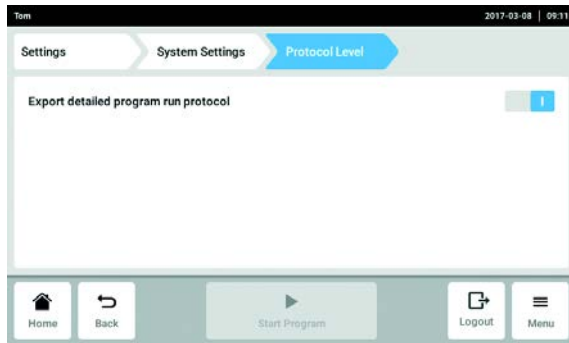 Tom 2017-03-08 | 09:11
Settings System Settings Protocol Level
Export detailed program run protocol I
Home Back Start Program Logout Menu